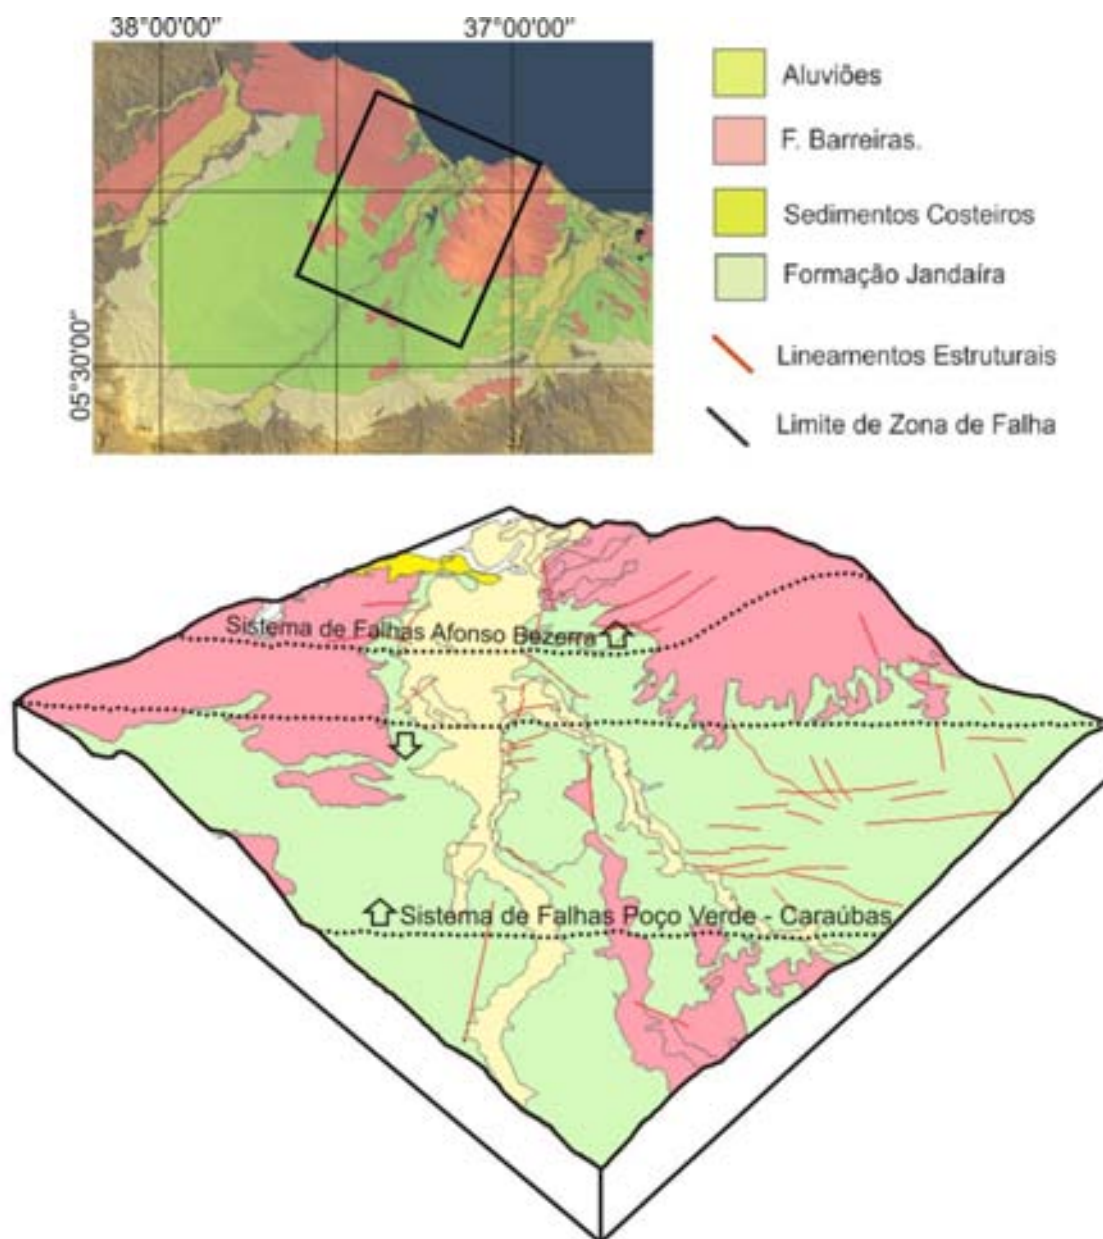 38°00'00"
37°00'00"
05°30'00"
Aluviões
F. Barreiras.
Sedimentos Costeiros
Formação Jandaíra
Lineamentos Estruturais
Limite de Zona de Falha
Sistema de Falhas Afonso Bezerra
Sistema de Falhas Poço Verde - Caraúbas